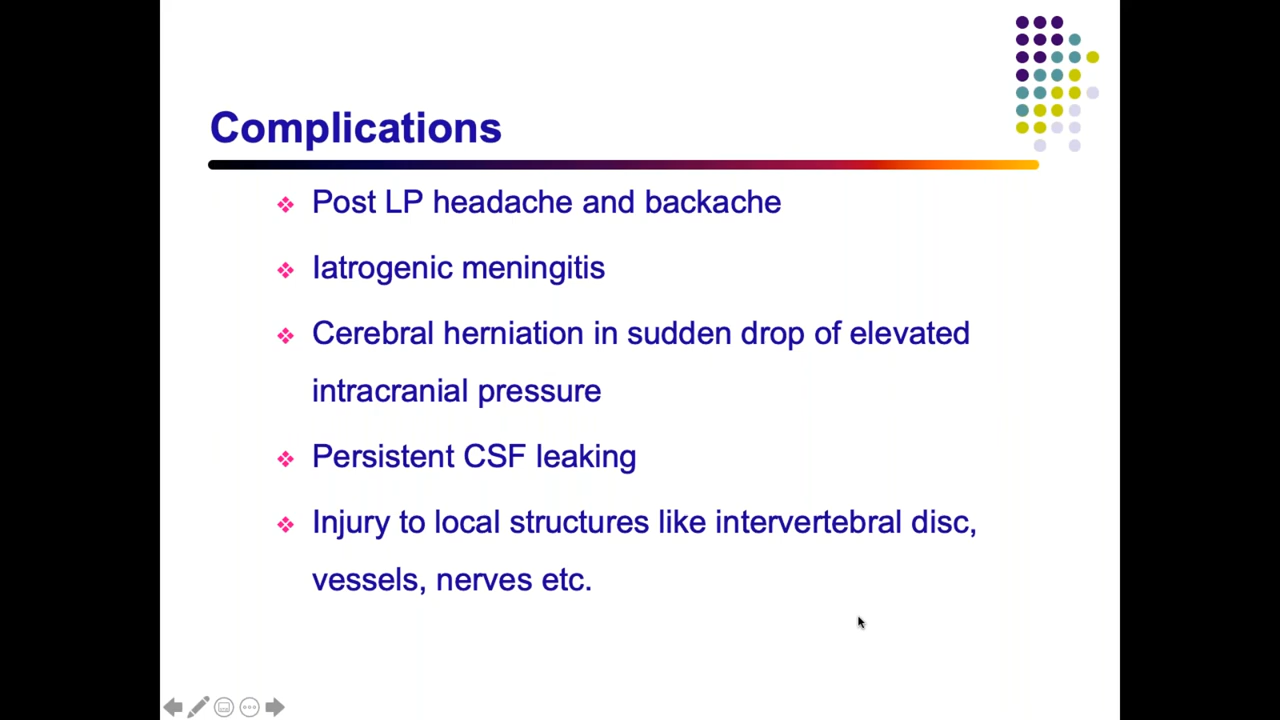 Complications
Post LP headache and backache
Iatrogenic meningitis
Cerebral herniation in sudden drop of elevated
intracranial pressure
Persistent CSF leaking
Injury to local structures like intervertebral disc,
vessels, nerves etc.